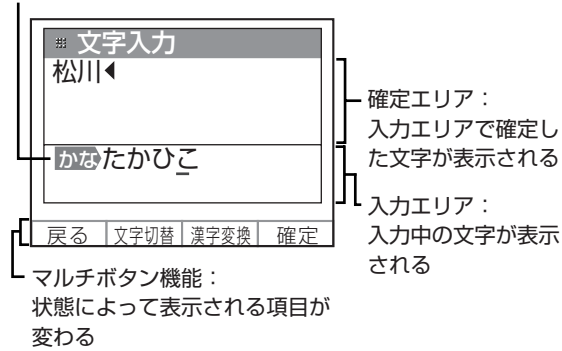 文字入力
松川
かな たかひこ
戻る 文字切替 漢字変換 確定
確定エリア：
入力エリアで確定し
た文字が表示される
入力エリア：
入力中の文字が表示
される
マルチボタン機能：
状態によって表示される項目が
変わる